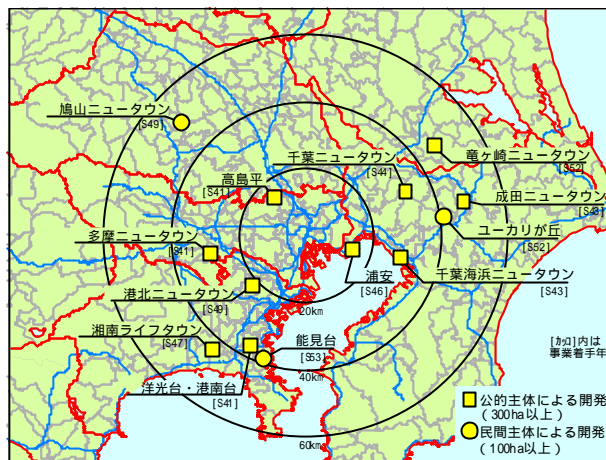 鳩山ニュータウン
[S49]
千葉ニュータウン
[S44]
竜ヶ崎ニュータウン
[S52]
高島平
[S41]
成田ニュータウン
[S43]
多摩ニュータウン
[S41]
ユーカリが丘
[S52]
浦安
[S46]
千葉海浜ニュータウン
[S43]
港北ニュータウン
[S49]
20km
湘南ライフタウン
[S47]
能見台
[S53]
[ｶｯｺ]内は
事業着手年
40km
洋光台・港南台
[S41]
公的主体による開発
（300ha以上）
民間主体による開発
（100ha以上）
60km